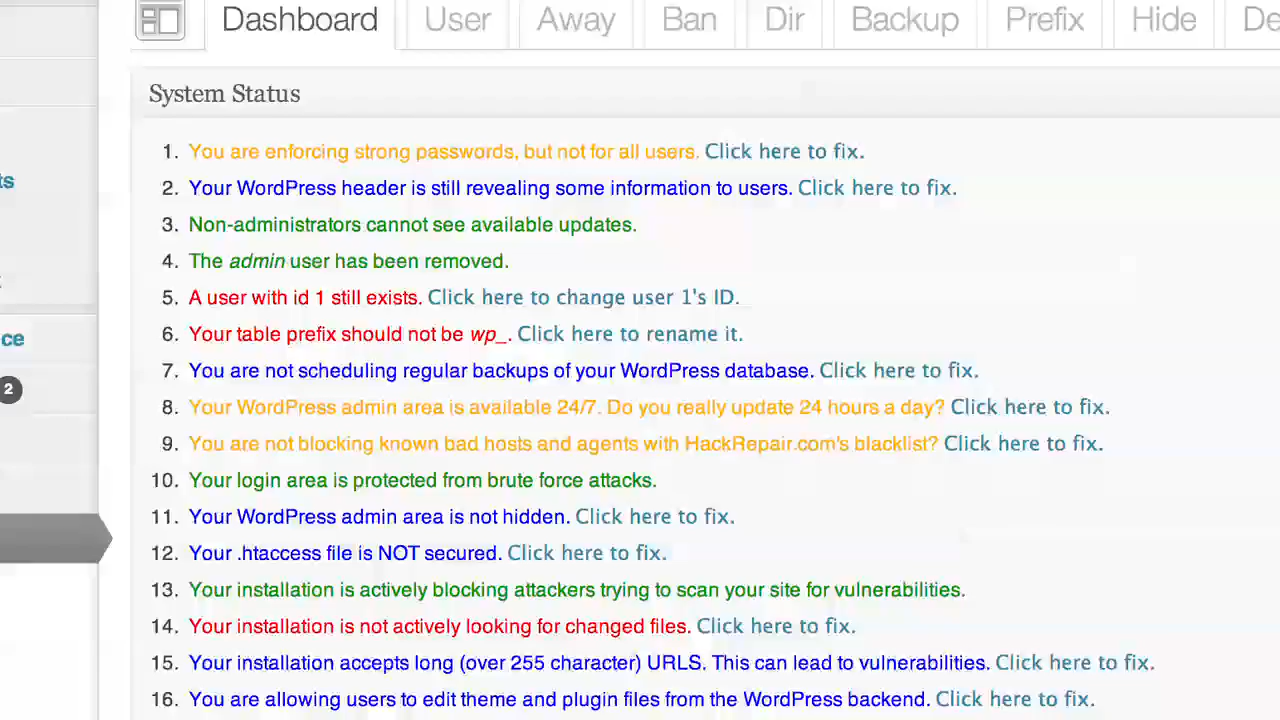 Dashboard User Away Ban Dir Backup Prefix Hide De
System Status
1. You are enforcing strong passwords, but not for all users. Click here to fix.
ts
2. Your WordPress header is still revealing some information to users. Click here to fix.
3. Non-administrators cannot see available updates.
4. The admin user has been removed.
5. A user with id 1 still exists. Click here to change user 1's ID.
6. Your table prefix should not be wp_. Click here to rename it.
ce
7. You are not scheduling regular backups of your WordPress database. Click here to fix.
2
8. Your WordPress admin area is available 24/7. Do you really update 24 hours a day? Click here to fix.
9. You are not blocking known bad hosts and agents with HackRepair.com's blacklist? Click here to fix.
10. Your login area is protected from brute force attacks.
11. Your WordPress admin area is not hidden. Click here to fix.
12. Your .htaccess file is NOT secured. Click here to fix.
13. Your installation is actively blocking attackers trying to scan your site for vulnerabilities.
14. Your installation is not actively looking for changed files. Click here to fix.
15. Your installation accepts long (over 255 character) URLS. This can lead to vulnerabilities. Click here to fix.
16. You are allowing users to edit theme and plugin files from the WordPress backend. Click here to fix.